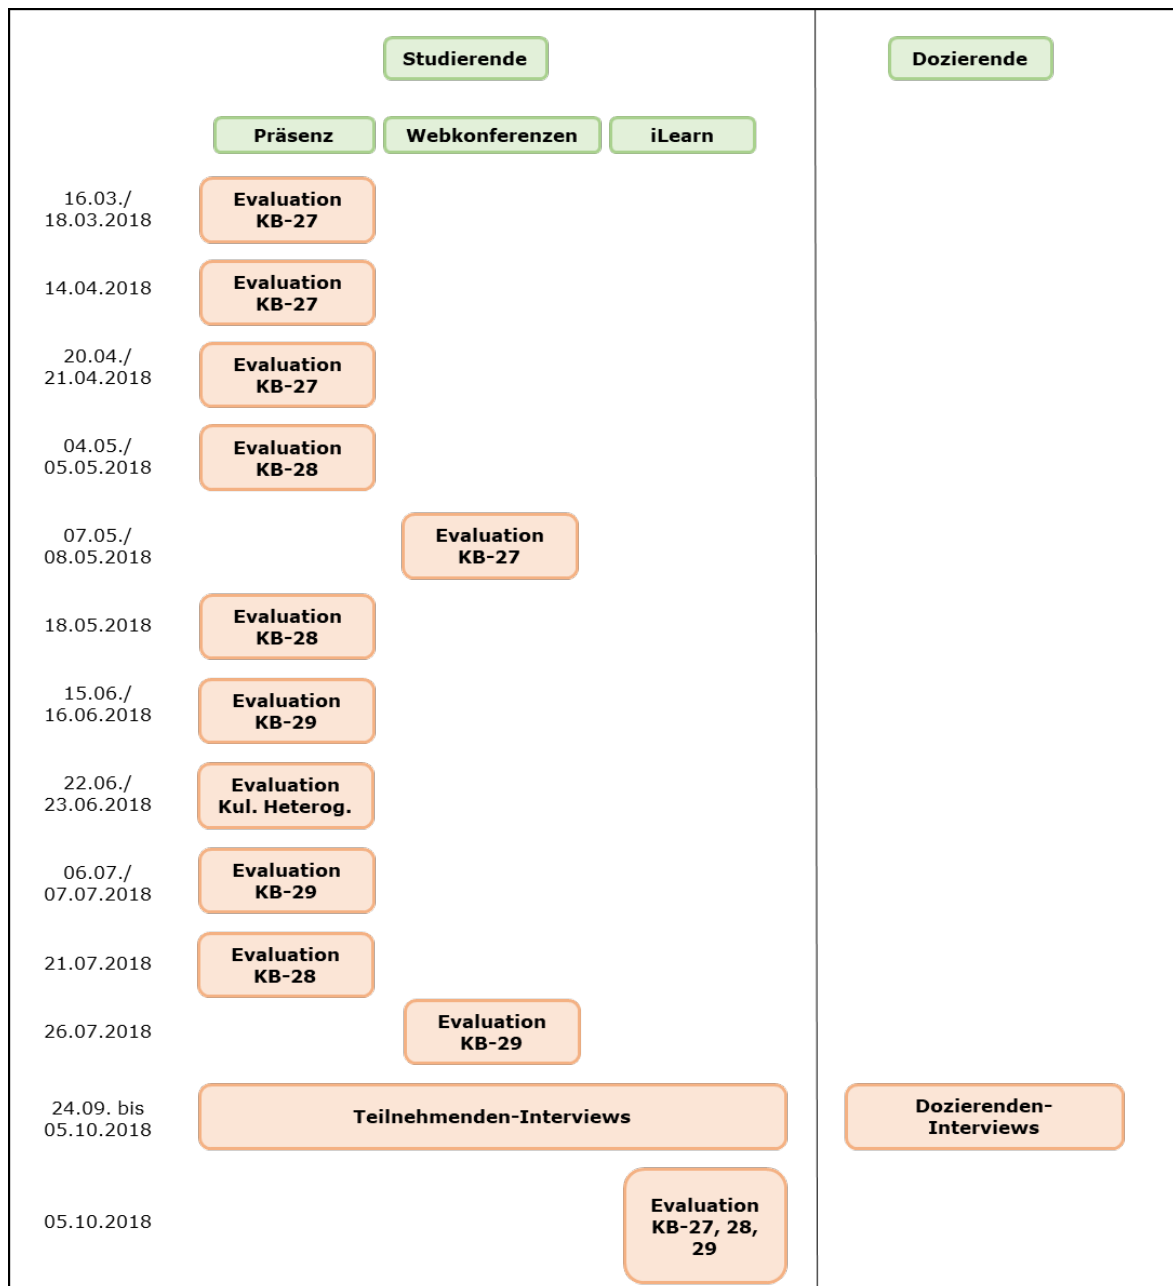 Studierende
Dozierende
Präsenz
Webkonferenzen
iLearn
16.03./
18.03.2018
Evaluation
KB-27
14.04.2018
Evaluation
KB-27
20.04./
21.04.2018
Evaluation
KB-27
04.05./
05.05.2018
Evaluation
KB-28
07.05./
08.05.2018
Evaluation
KB-27
18.05.2018
Evaluation
KB-28
15.06./
16.06.2018
Evaluation
KB-29
22.06./
23.06.2018
Evaluation
Kul. Heterog.
06.07./
07.07.2018
Evaluation
KB-29
21.07.2018
Evaluation
KB-28
26.07.2018
Evaluation
KB-29
24.09. bis
05.10.2018
Teilnehmenden-Interviews
Dozierenden-
Interviews
05.10.2018
Evaluation
KB-27, 28,
29